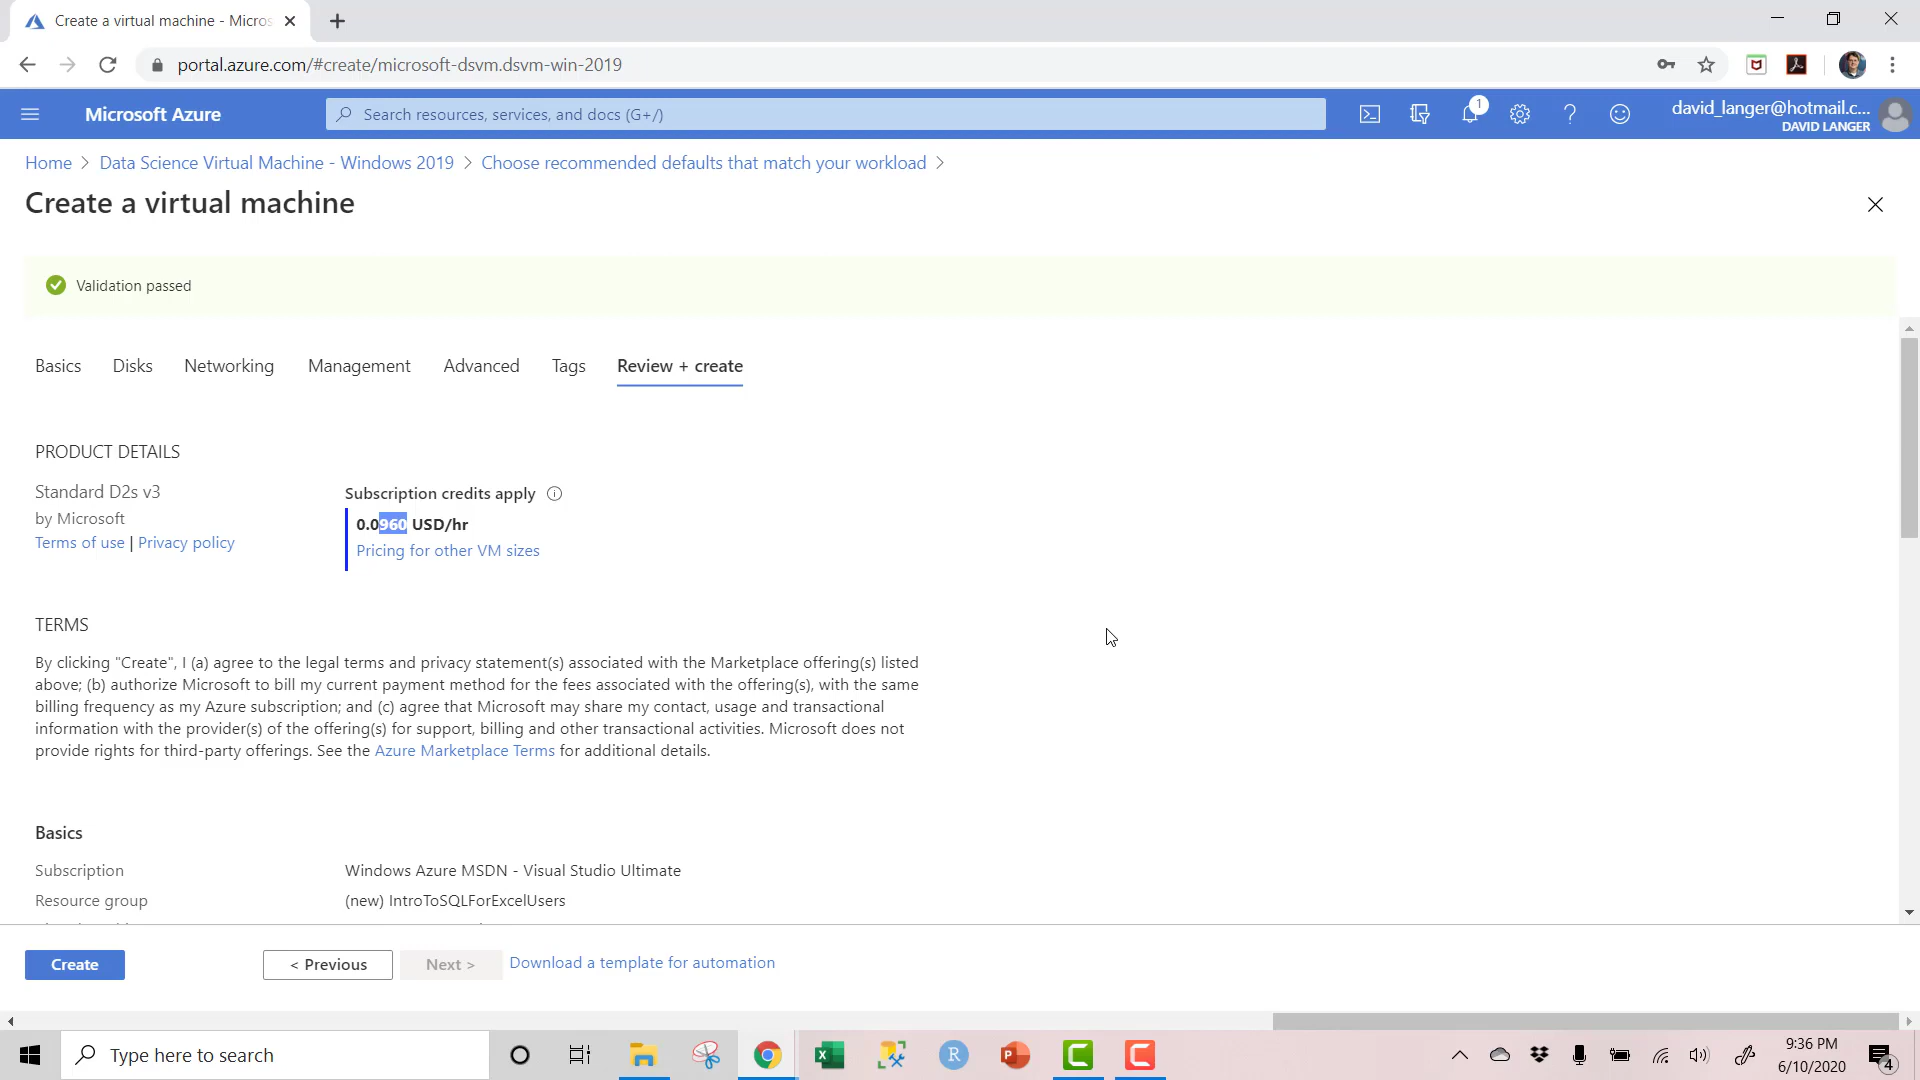 Create a virtual machine - Micros
portal.azure.com/#create/microsoft-dsvm.dsvm-win-2019
Microsoft Azure
Search resources, services, and docs (G+/)
1
david_langer@hotmail.c...
DAVID LANGER
Home > Data Science Virtual Machine - Windows 2019 > Choose recommended defaults that match your workload >
Create a virtual machine
Validation passed
Basics Disks Networking Management Advanced Tags Review + create
PRODUCT DETAILS
Standard D2s v3
by Microsoft
Terms of use | Privacy policy
Subscription credits apply
0.0960 USD/hr
Pricing for other VM sizes
TERMS
By clicking "Create", I (a) agree to the legal terms and privacy statement(s) associated with the Marketplace offering(s) listed
above; (b) authorize Microsoft to bill my current payment method for the fees associated with the offering(s), with the same
billing frequency as my Azure subscription; and (c) agree that Microsoft may share my contact, usage and transactional
information with the provider(s) of the offering(s) for support, billing and other transactional activities. Microsoft does not
provide rights for third-party offerings. See the Azure Marketplace Terms for additional details.
Basics
Subscription Windows Azure MSDN - Visual Studio Ultimate
Resource group (new) IntroToSQLForExcelUsers
Create < Previous Next > Download a template for automation
Type here to search
9:36 PM
6/10/2020
4